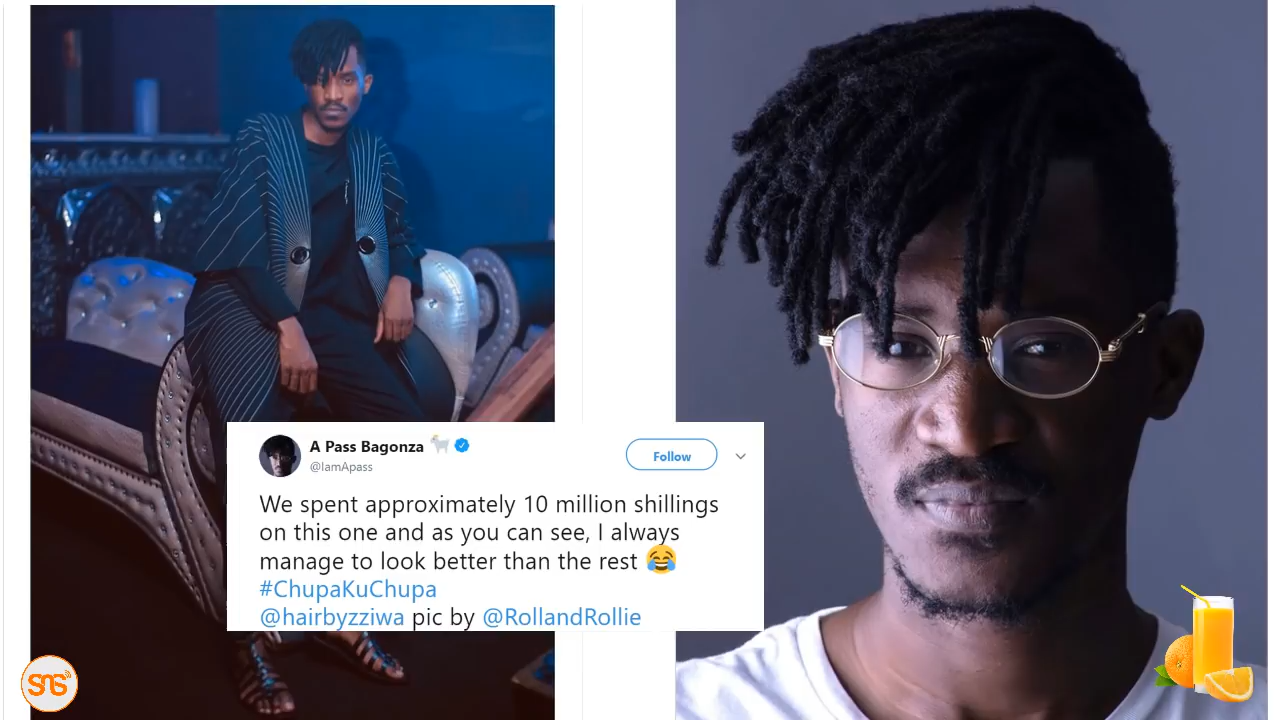 A Pass Bagonza
@IamApass
Follow
We spent approximately 10 million shillings
on this one and as you can see, I always
manage to look better than the rest 😂
#ChupaKuChupa
@hairbyzziwa pic by @RollandRollie
SNS